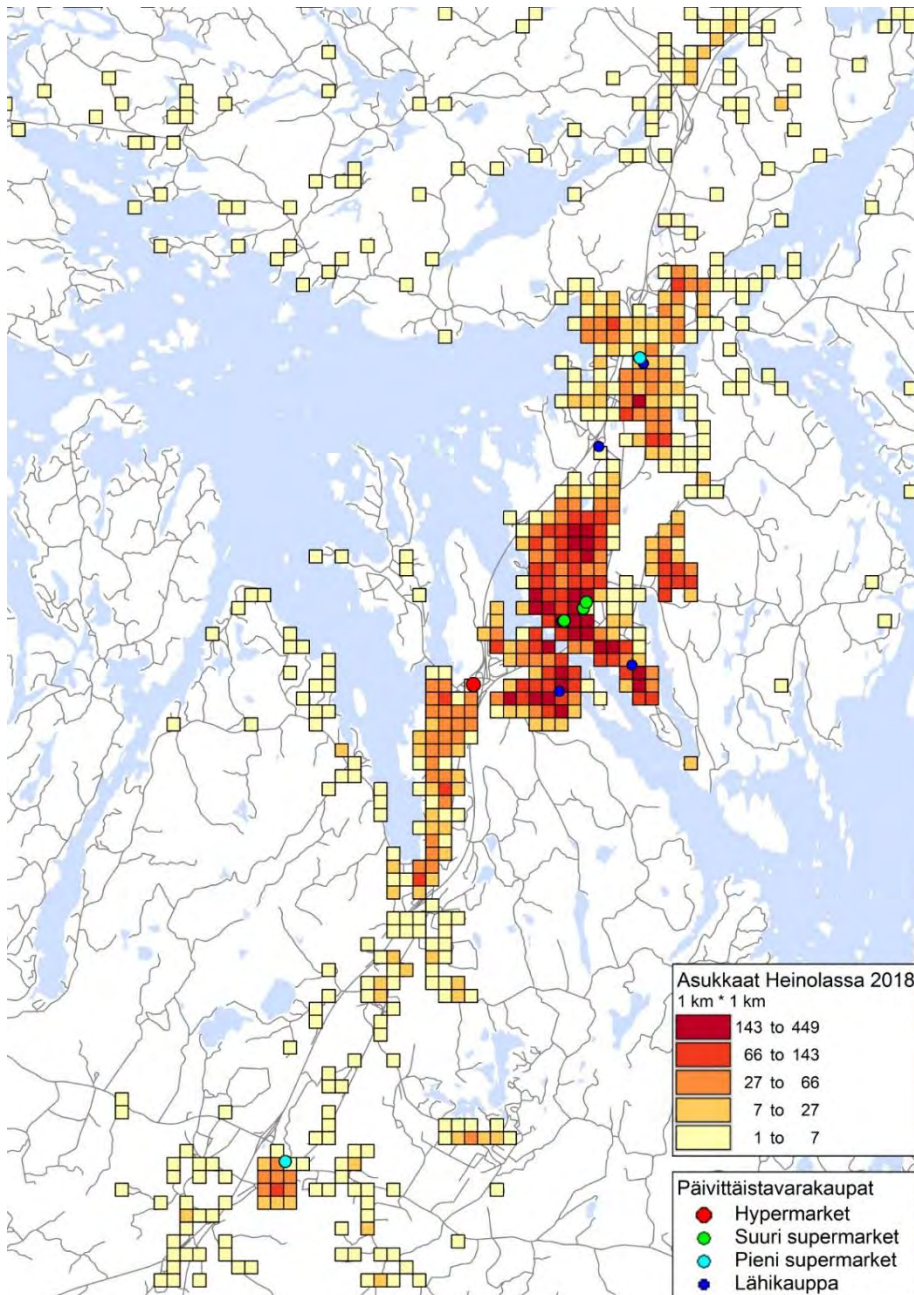 Asukkaat Heinolassa 2018
1 km * 1 km
143 to 449
66 to 143
27 to 66
7 to 27
1 to 7
Päivittäistavarakaupat
Hypermarket
Suuri supermarket
Pieni supermarket
Lähikauppa